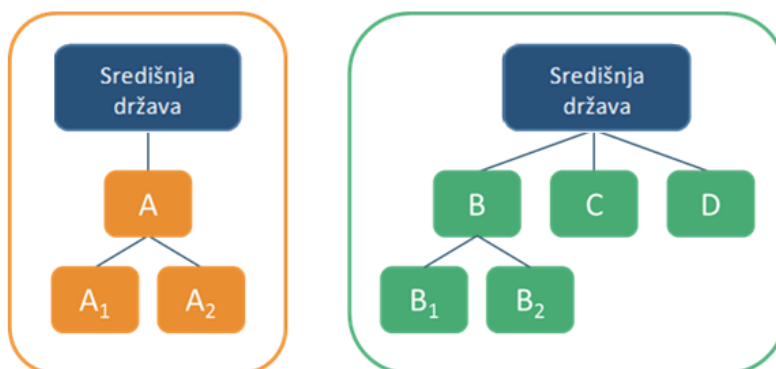 Središnja
država
A
A₁ A₂
Središnja
država
B C D
B₁ B₂